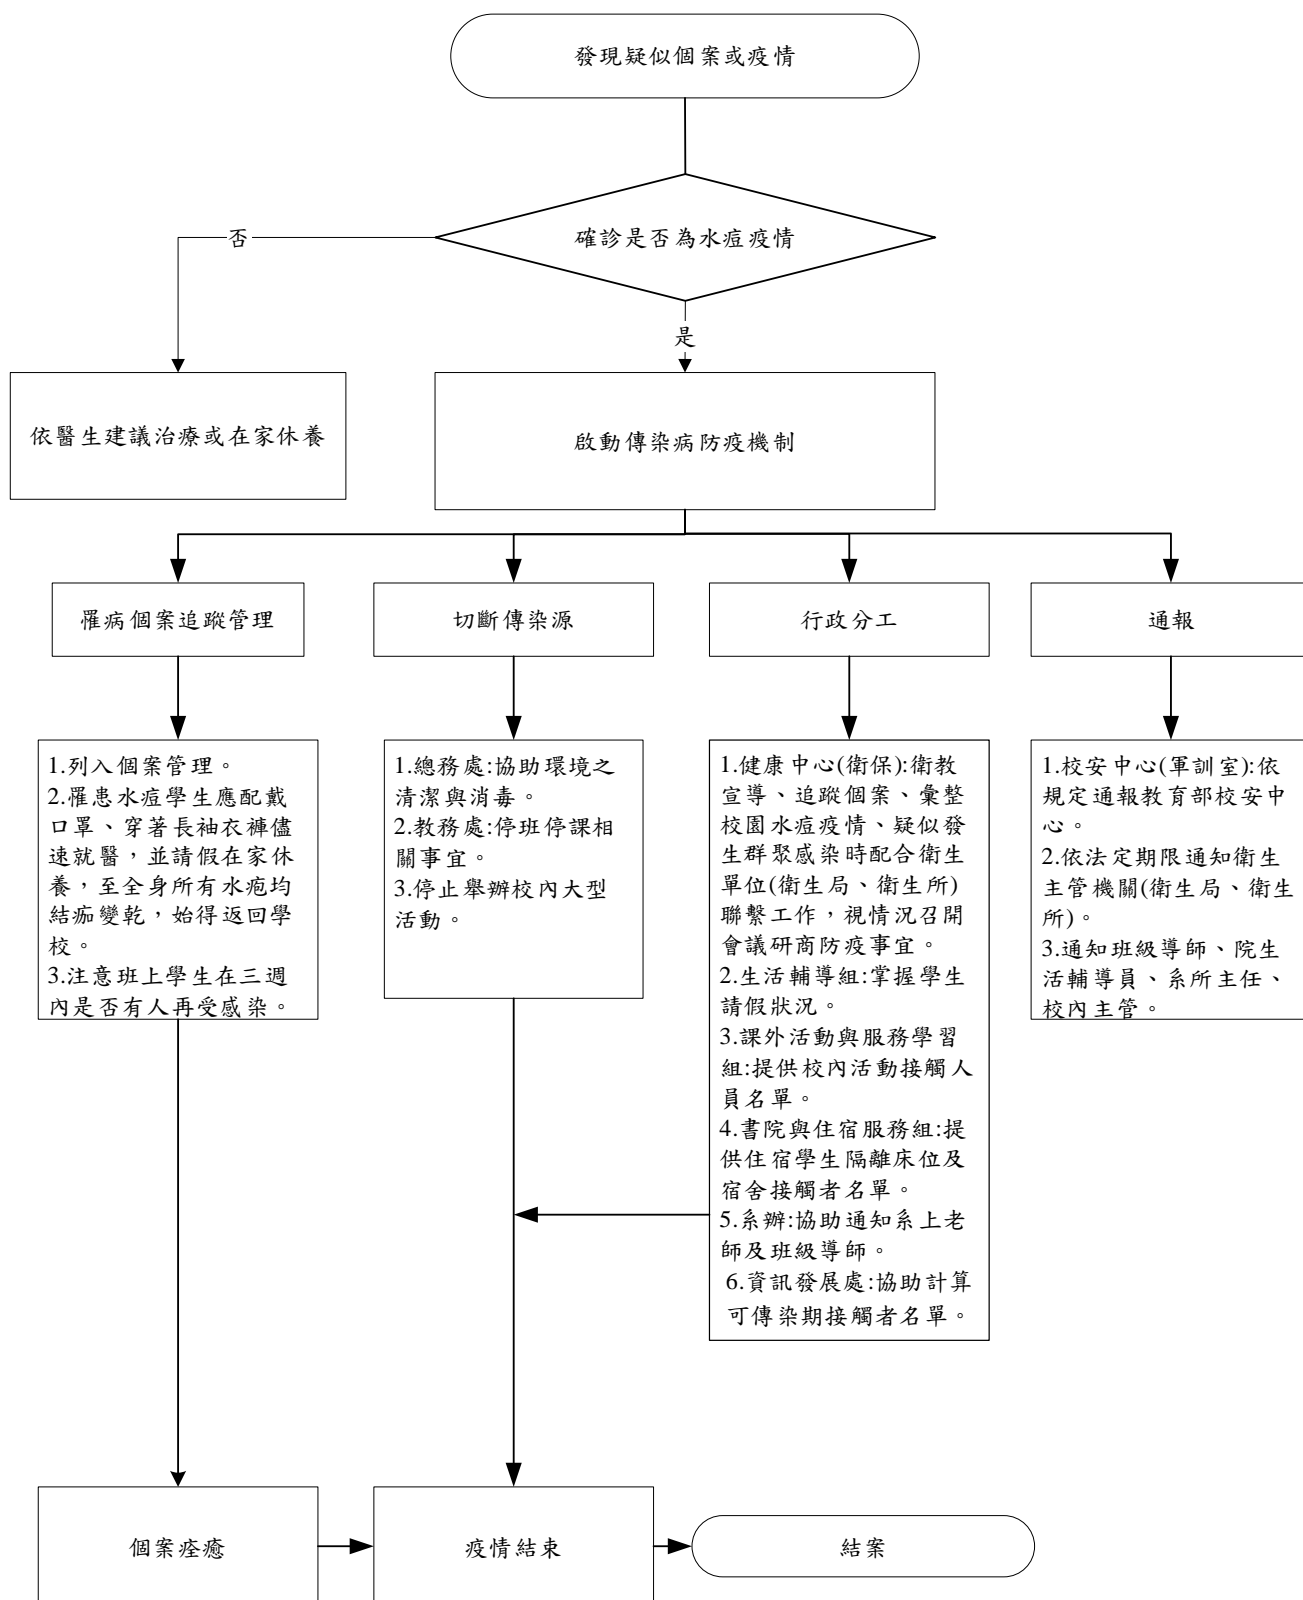 發現疑似個案或疫情
確診是否為水痘疫情
否
是
依醫生建議治療或在家休養
啟動傳染病防疫機制
罹病個案追蹤管理
切斷傳染源
行政分工
通報
1.列入個案管理。
2.罹患水痘學生應配戴
口罩、穿著長袖衣褲儘
速就醫，並請假在家休
養，至全身所有水疱均
結痂變乾，始得返回學
校。
3.注意班上學生在三週
內是否有人再受感染。
1.總務處:協助環境之
清潔與消毒。
2.教務處:停班停課相
關事宜。
3.停止舉辦校內大型
活動。
1.健康中心(衛保):衛教
宣導、追蹤個案、彙整
校園水痘疫情、疑似發
生群聚感染時配合衛生
單位(衛生局、衛生所)
聯繫工作，視情況召開
會議研商防疫事宜。
2.生活輔導組:掌握學生
請假狀況。
3.課外活動與服務學習
組:提供校內活動接觸人
員名單。
4.書院與住宿服務組:提
供住宿學生隔離床位及
宿舍接觸者名單。
5.系辦:協助通知系上老
師及班級導師。
6.資訊發展處:協助計算
可傳染期接觸者名單。
1.校安中心(軍訓室):依
規定通報教育部校安中
心。
2.依法定期限通知衛生
主管機關(衛生局、衛生
所)。
3.通知班級導師、院生
活輔導員、系所主任、
校內主管。
個案痊癒
疫情結束
結案